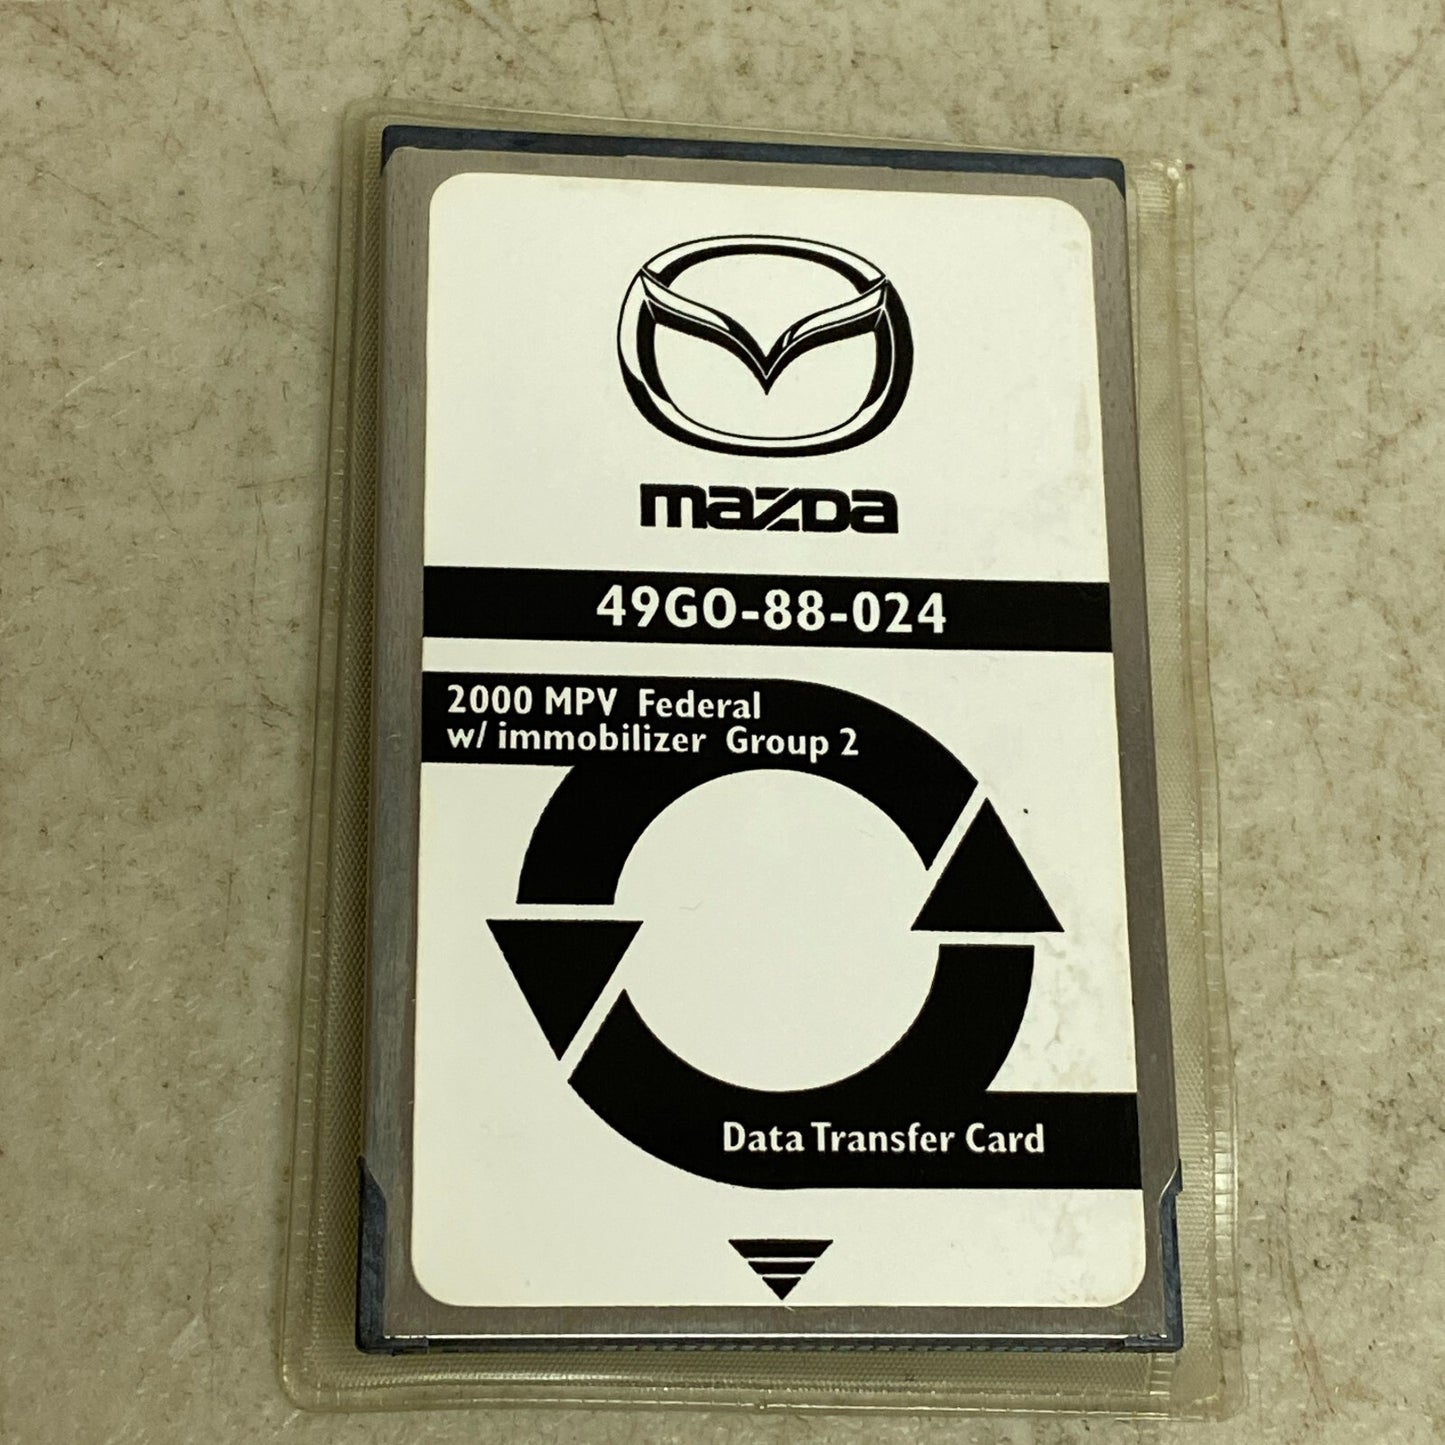 mazda
49GO-88-024
2000 MPV Federal
w/ immobilizer Group 2
Data Transfer Card